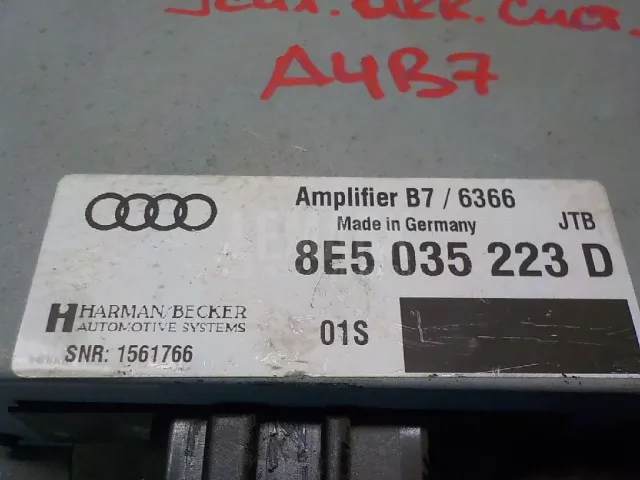 A4B7
Amplifier B7 / 6366
Made in Germany
JTB
8E5 035 223 D
HARMAN/BECKER
AUTOMOTIVE SYSTEMS
01S
SNR: 1561766